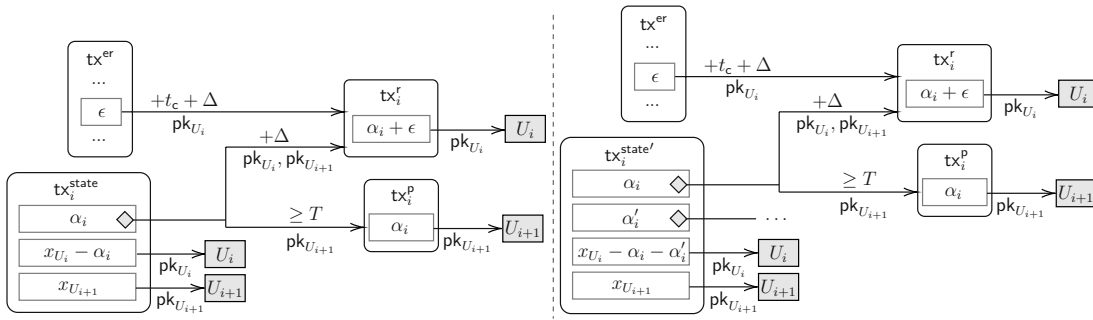 tx^er
...
ϵ
...
+t_c + Δ
pk_{U_i}
tx_i^r
α_i + ϵ
pk_{U_i}
U_i
+Δ
pk_{U_i}, pk_{U_{i+1}}
tx_i^state
α_i
x_{U_i} − α_i
pk_{U_i}
U_i
x_{U_{i+1}}
pk_{U_{i+1}}
U_{i+1}
≥ T
pk_{U_{i+1}}
tx_i^p
α_i
pk_{U_{i+1}}
U_{i+1}
tx^er
...
ϵ
...
+t_c + Δ
pk_{U_i}
tx_i^r
α_i + ϵ
pk_{U_i}
U_i
+Δ
pk_{U_i}, pk_{U_{i+1}}
tx_i^state′
α_i
α_i′
...
x_{U_i} − α_i − α_i′
pk_{U_i}
U_i
x_{U_{i+1}}
pk_{U_{i+1}}
U_{i+1}
≥ T
pk_{U_{i+1}}
tx_i^p
α_i
pk_{U_{i+1}}
U_{i+1}